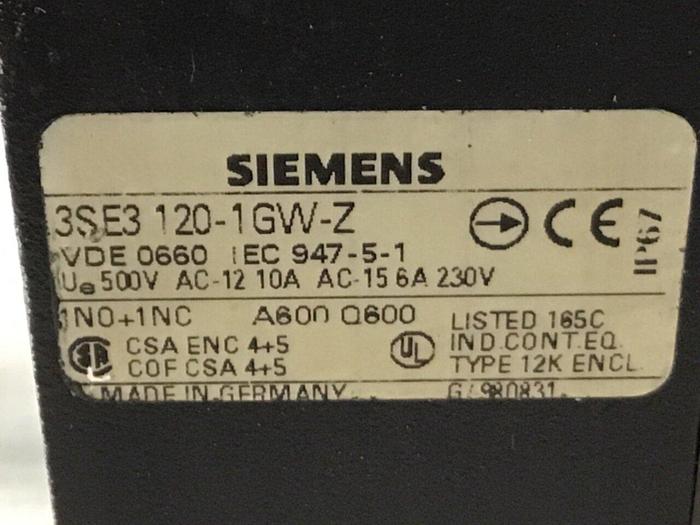 SIEMENS
3SE3 120-1GW-Z
CE
IP67
VDE 0660 IEC 947-5-1
Ue 500V AC-12 10A AC-15 6A 230V
1NO+1NC A600 Q600
LISTED 165C
IND.CONT.EQ.
TYPE 12K ENCL.
CSA ENC 4+5
COF CSA 4+5
UL
MADE IN GERMANY
G/980831